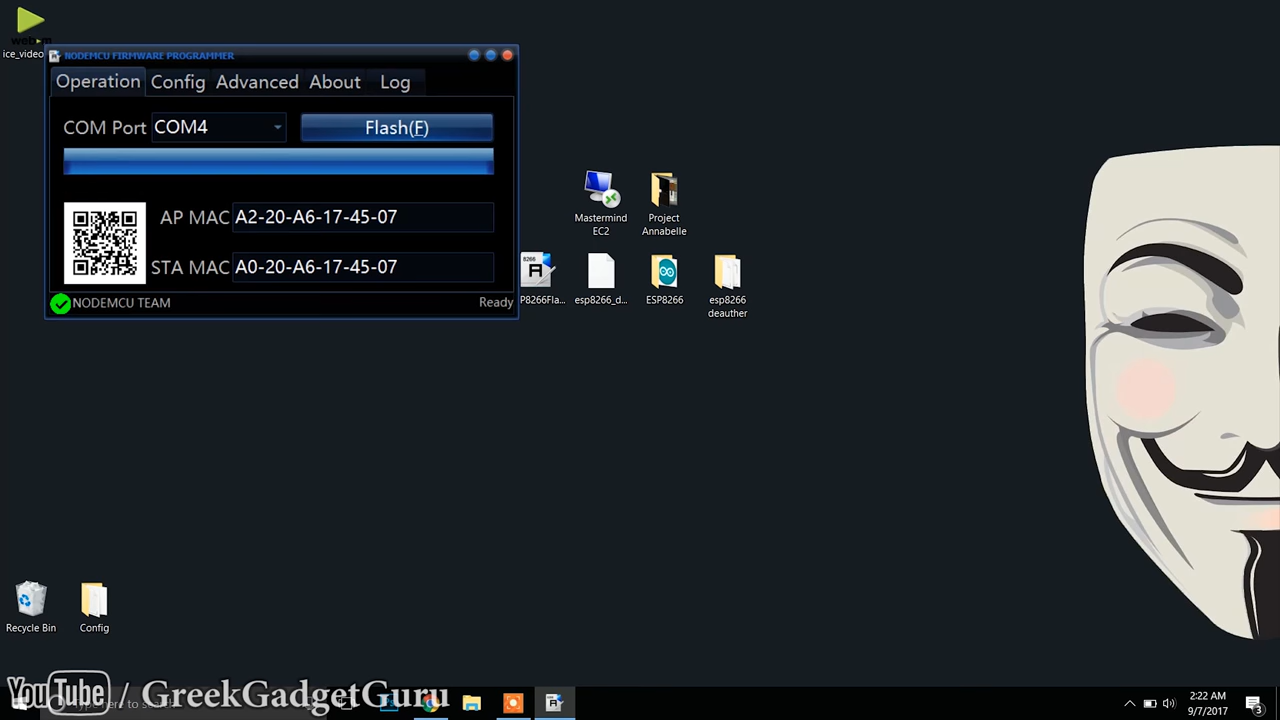 ice_video
NODEMCU FIRMWARE PROGRAMMER
Operation Config Advanced About Log
COM Port COM4 Flash(F)
AP MAC A2-20-A6-17-45-07
STA MAC A0-20-A6-17-45-07
NODEMCU TEAM Ready
Mastermind
EC2
Project
Annabelle
8266
P8266Fla...
esp8266_d...
ESP8266
esp8266
deauther
Recycle Bin
Config
YouTube / GreekGadgetGuru
2:22 AM
9/7/2017
3